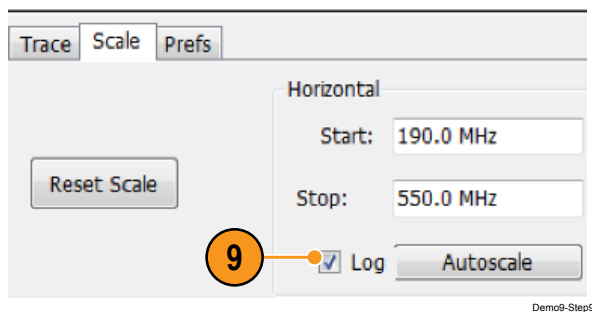 Trace Scale Prefs
Horizontal
Start: 190.0 MHz
Reset Scale
Stop: 550.0 MHz
9 Log Autoscale
Demo9-Step9